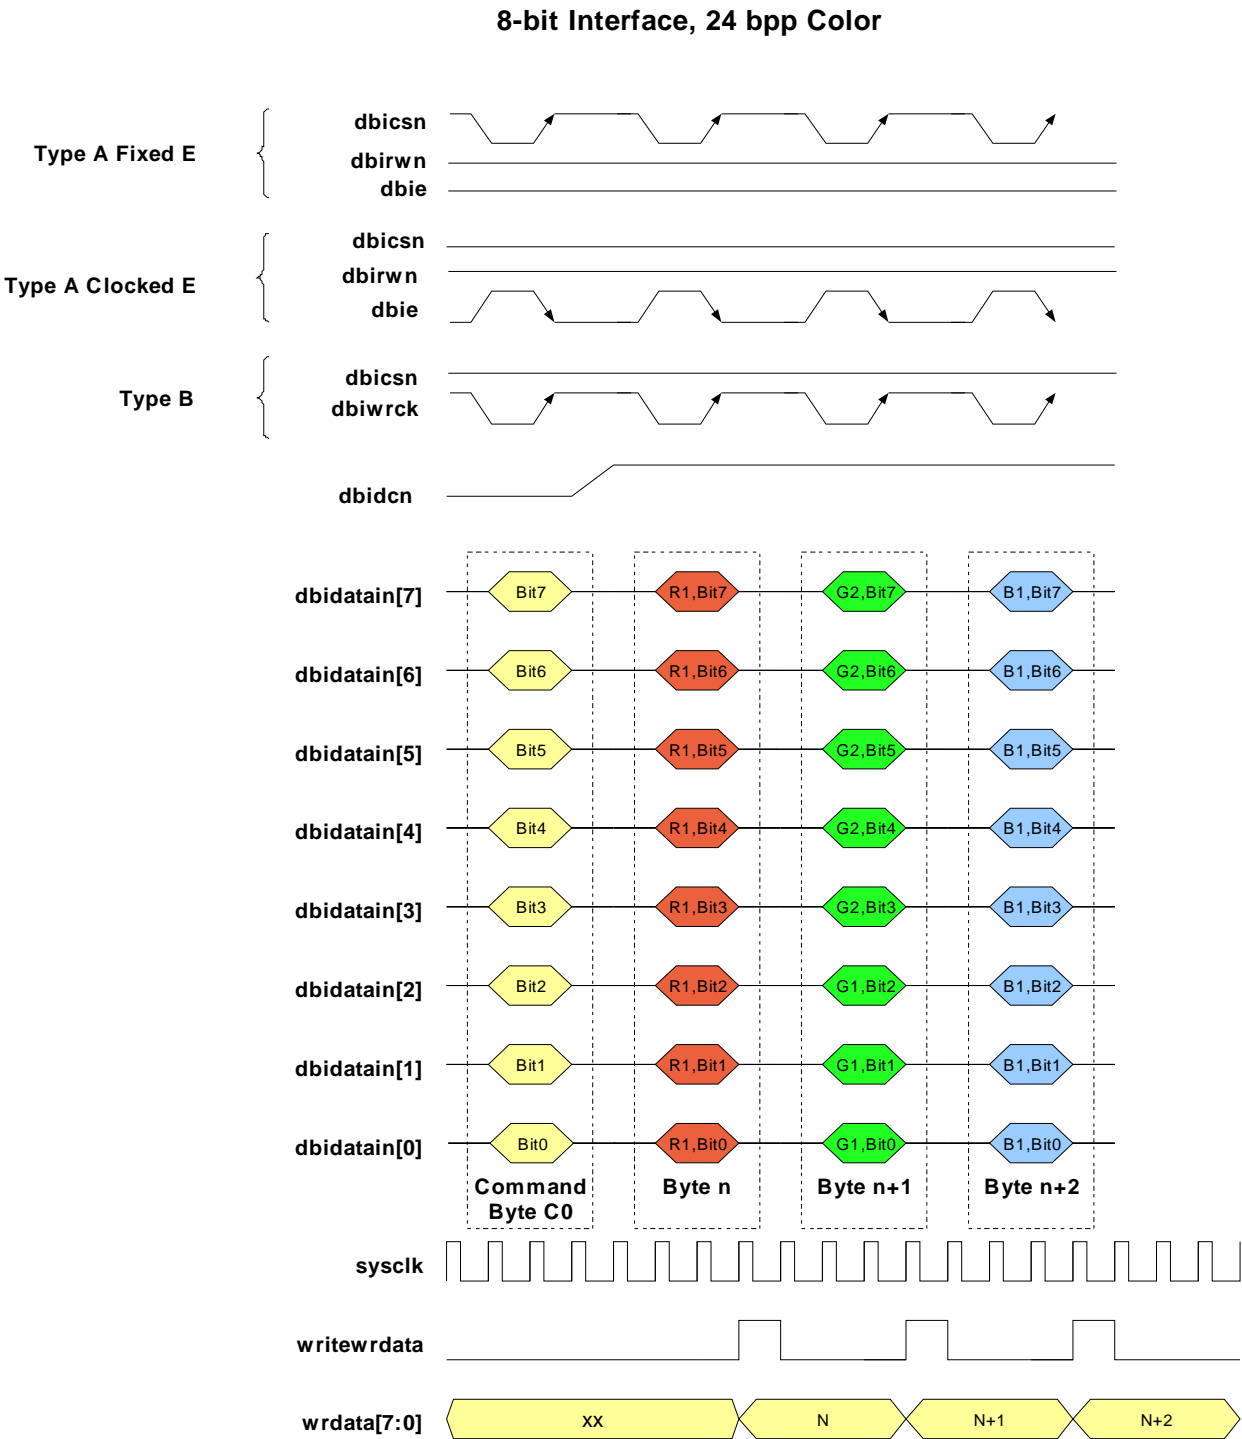 8-bit Interface, 24 bpp Color
Type A Fixed E
dbicsn
dbirwn
dbie
Type A Clocked E
dbicsn
dbirwn
dbie
Type B
dbicsn
dbiwrck
dbidcn
dbidatain[7] Bit7 R1,Bit7 G2,Bit7 B1,Bit7
dbidatain[6] Bit6 R1,Bit6 G2,Bit6 B1,Bit6
dbidatain[5] Bit5 R1,Bit5 G2,Bit5 B1,Bit5
dbidatain[4] Bit4 R1,Bit4 G2,Bit4 B1,Bit4
dbidatain[3] Bit3 R1,Bit3 G2,Bit3 B1,Bit3
dbidatain[2] Bit2 R1,Bit2 G1,Bit2 B1,Bit2
dbidatain[1] Bit1 R1,Bit1 G1,Bit1 B1,Bit1
dbidatain[0] Bit0 R1,Bit0 G1,Bit0 B1,Bit0
Command Byte n Byte n+1 Byte n+2
Byte C0
sysclk
writewrdata
wrdata[7:0] xx N N+1 N+2